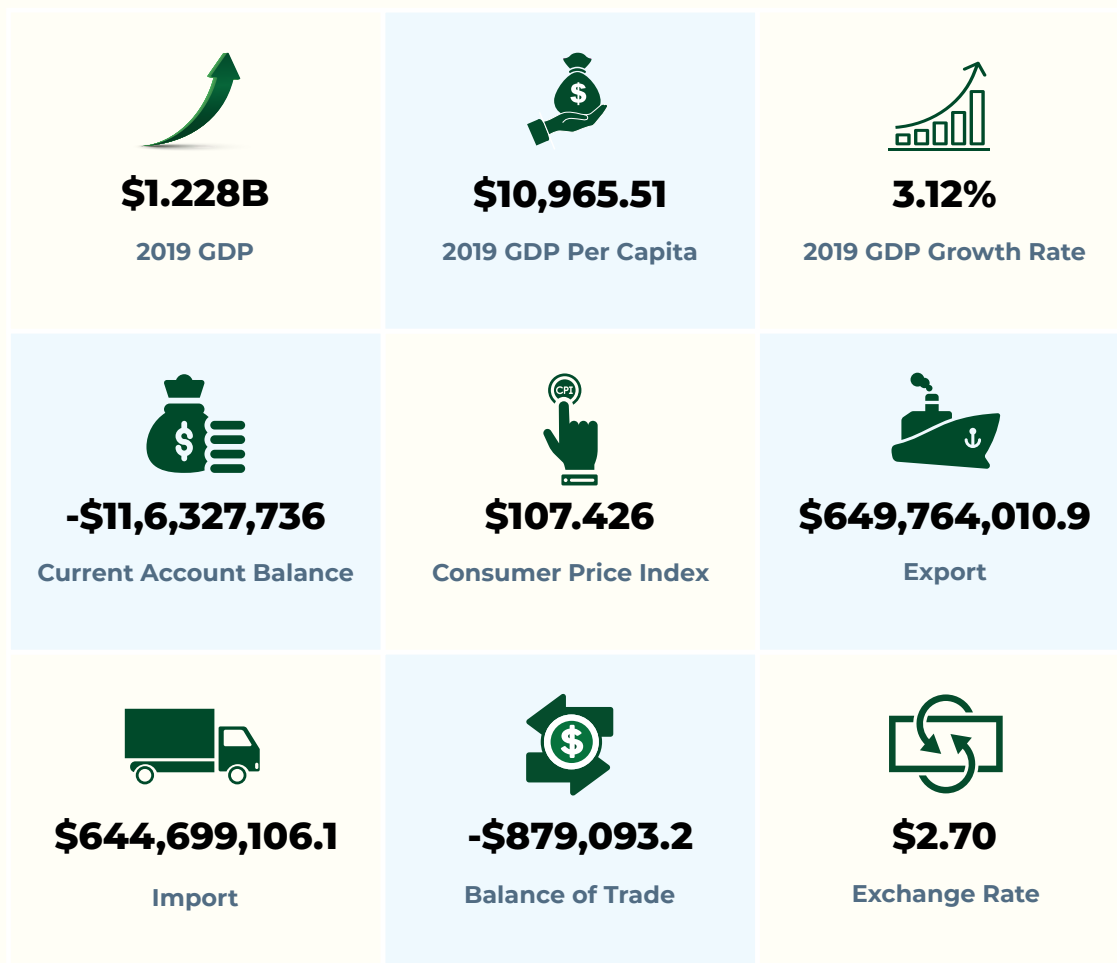 $
$1.228B
$10,965.51
3.12%
2019 GDP
2019 GDP Per Capita
2019 GDP Growth Rate
$
CPI
-$11,6,327,736
$107.426
$649,764,010.9
Current Account Balance
Consumer Price Index
Export
$
$644,699,106.1
-$879,093.2
$2.70
Import
Balance of Trade
Exchange Rate